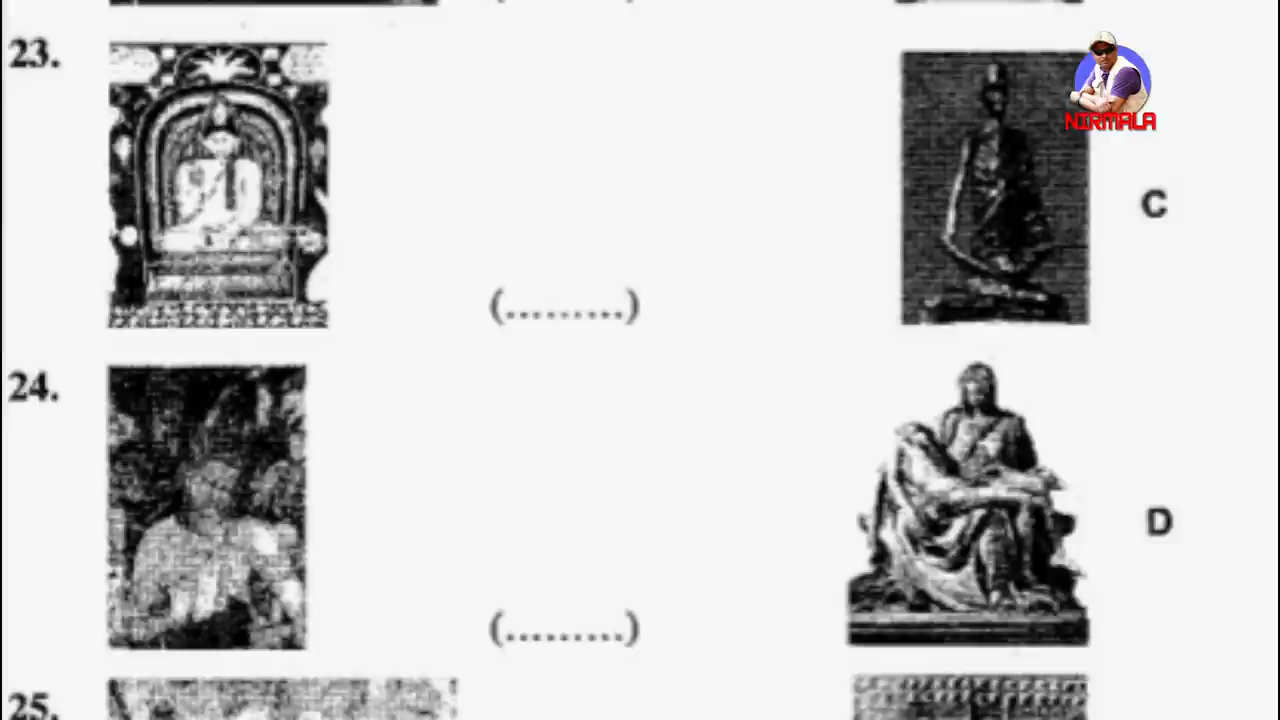 23.
NIRMALA
C
(.........)
24.
D
(.........)
25.